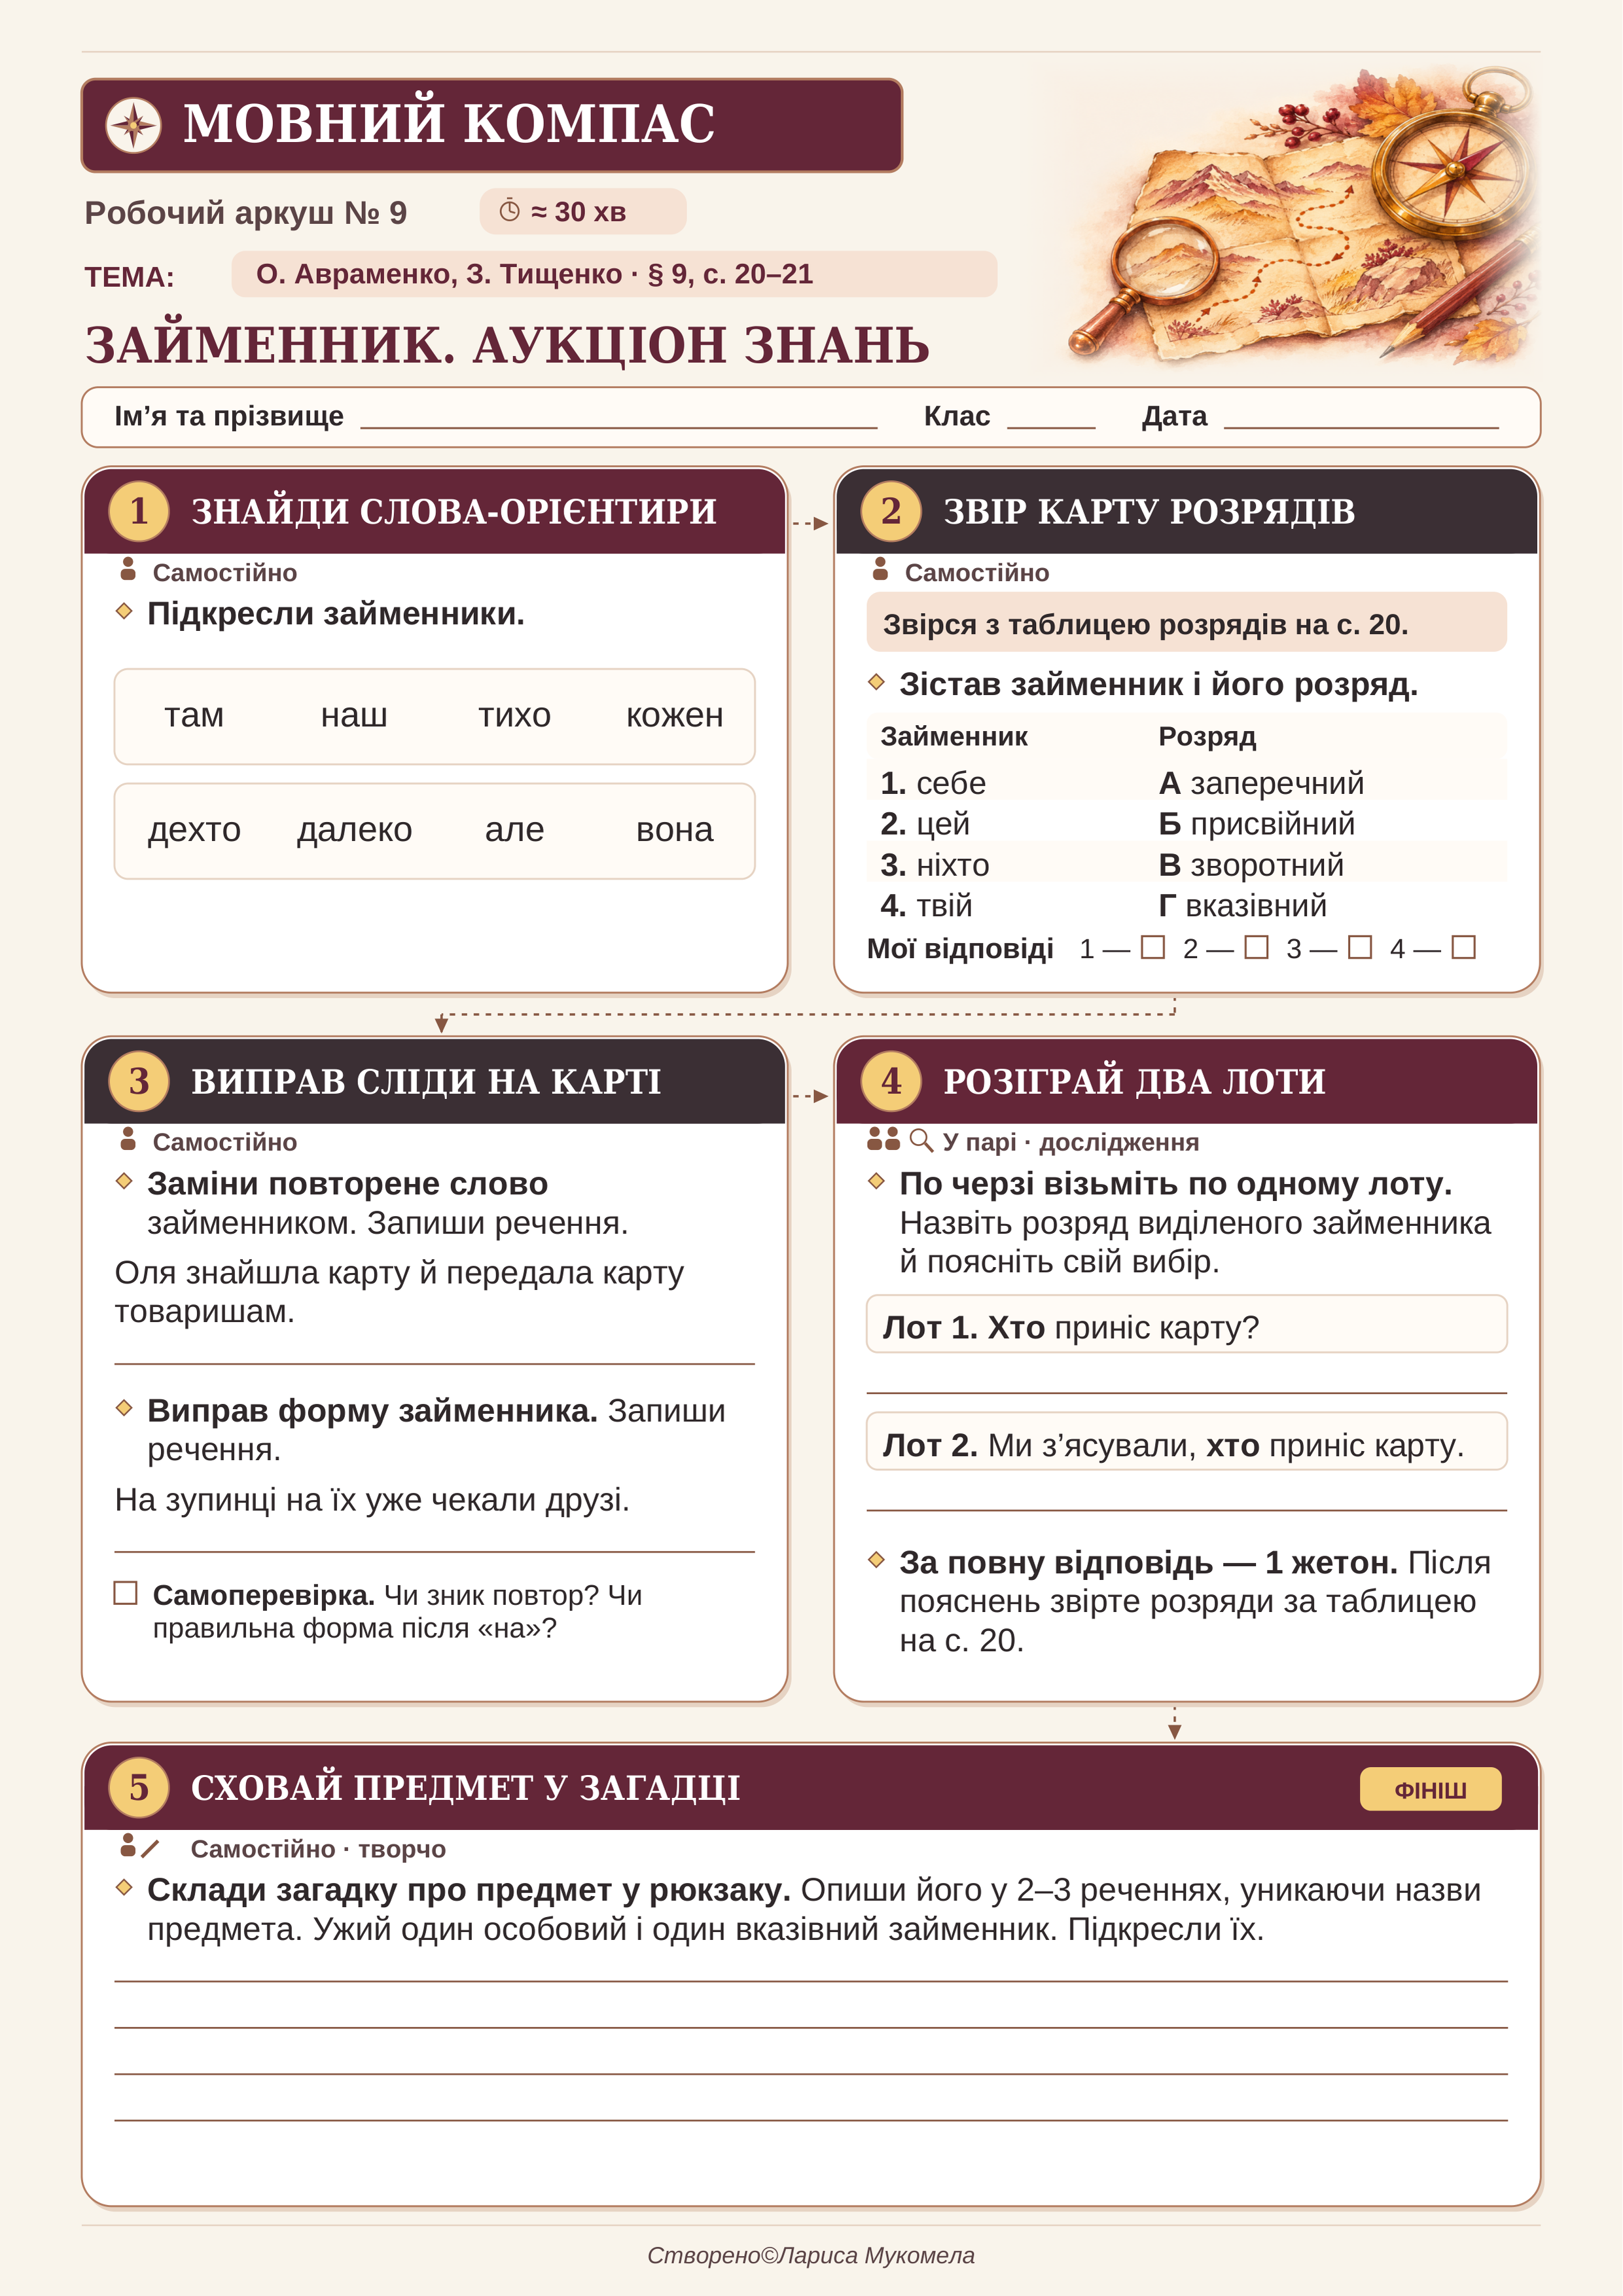 МОВНИЙ КОМПАС
Робочий аркуш № 9
≈ 30 хв
ТЕМА:
О. Авраменко, З. Тищенко · § 9, с. 20–21
ЗАЙМЕННИК. АУКЦІОН ЗНАНЬ
Ім’я та прізвище Клас Дата
1 ЗНАЙДИ СЛОВА-ОРІЄНТИРИ
Самостійно
Підкресли займенники.
там наш тихо кожен
дехто далеко але вона
2 ЗВІР КАРТУ РОЗРЯДІВ
Самостійно
Звірся з таблицею розрядів на с. 20.
Зістав займенник і його розряд.
Займенник Розряд
1. себе А заперечний
2. цей Б присвійний
3. ніхто В зворотний
4. твій Г вказівний
Мої відповіді 1 — 2 — 3 — 4 —
3 ВИПРАВ СЛІДИ НА КАРТІ
Самостійно
Заміни повторене слово
займенником. Запиши речення.
Оля знайшла карту й передала карту
товаришам.
Виправ форму займенника. Запиши
речення.
На зупинці на їх уже чекали друзі.
Самоперевірка. Чи зник повтор? Чи
правильна форма після «на»?
4 РОЗІГРАЙ ДВА ЛОТИ
У парі · дослідження
По черзі візьміть по одному лоту.
Назвіть розряд виділеного займенника
й поясніть свій вибір.
Лот 1. Хто приніс карту?
Лот 2. Ми з’ясували, хто приніс карту.
За повну відповідь — 1 жетон. Після
пояснень звірте розряди за таблицею
на с. 20.
5 СХОВАЙ ПРЕДМЕТ У ЗАГАДЦІ
ФІНІШ
Самостійно · творчо
Склади загадку про предмет у рюкзаку. Опиши його у 2–3 реченнях, уникаючи назви
предмета. Ужий один особовий і один вказівний займенник. Підкресли їх.
Створено©Лариса Мукомела